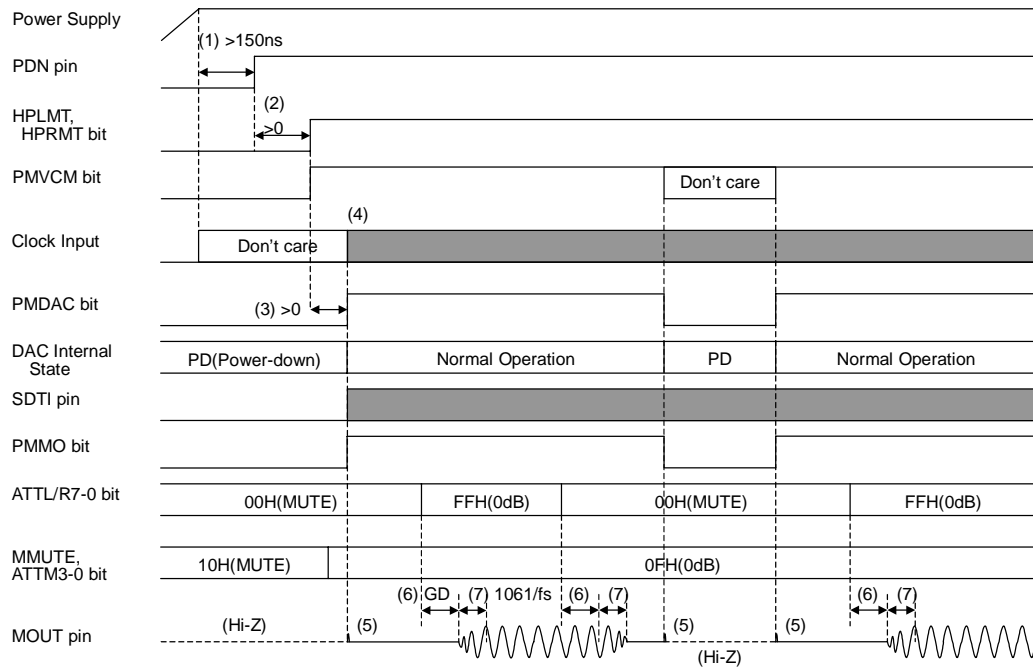 Power Supply
(1) >150ns
PDN pin
(2)
>0
HPLMT,
HPRMT bit
PMVCM bit
Don't care
(4)
Clock Input
Don't care
PMDAC bit
(3) >0
DAC Internal
State
PD(Power-down)
Normal Operation
PD
Normal Operation
SDTI pin
PMMO bit
ATTL/R7-0 bit
00H(MUTE)
FFH(0dB)
00H(MUTE)
FFH(0dB)
MMUTE,
ATTM3-0 bit
10H(MUTE)
0FH(0dB)
(6) GD (7) 1061/fs (6) (7) (6) (7)
MOUT pin
(Hi-Z)
(5)
(5)
(Hi-Z)
(5)